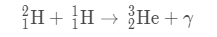 ²₁H + ¹₁H → ³₂He + γ